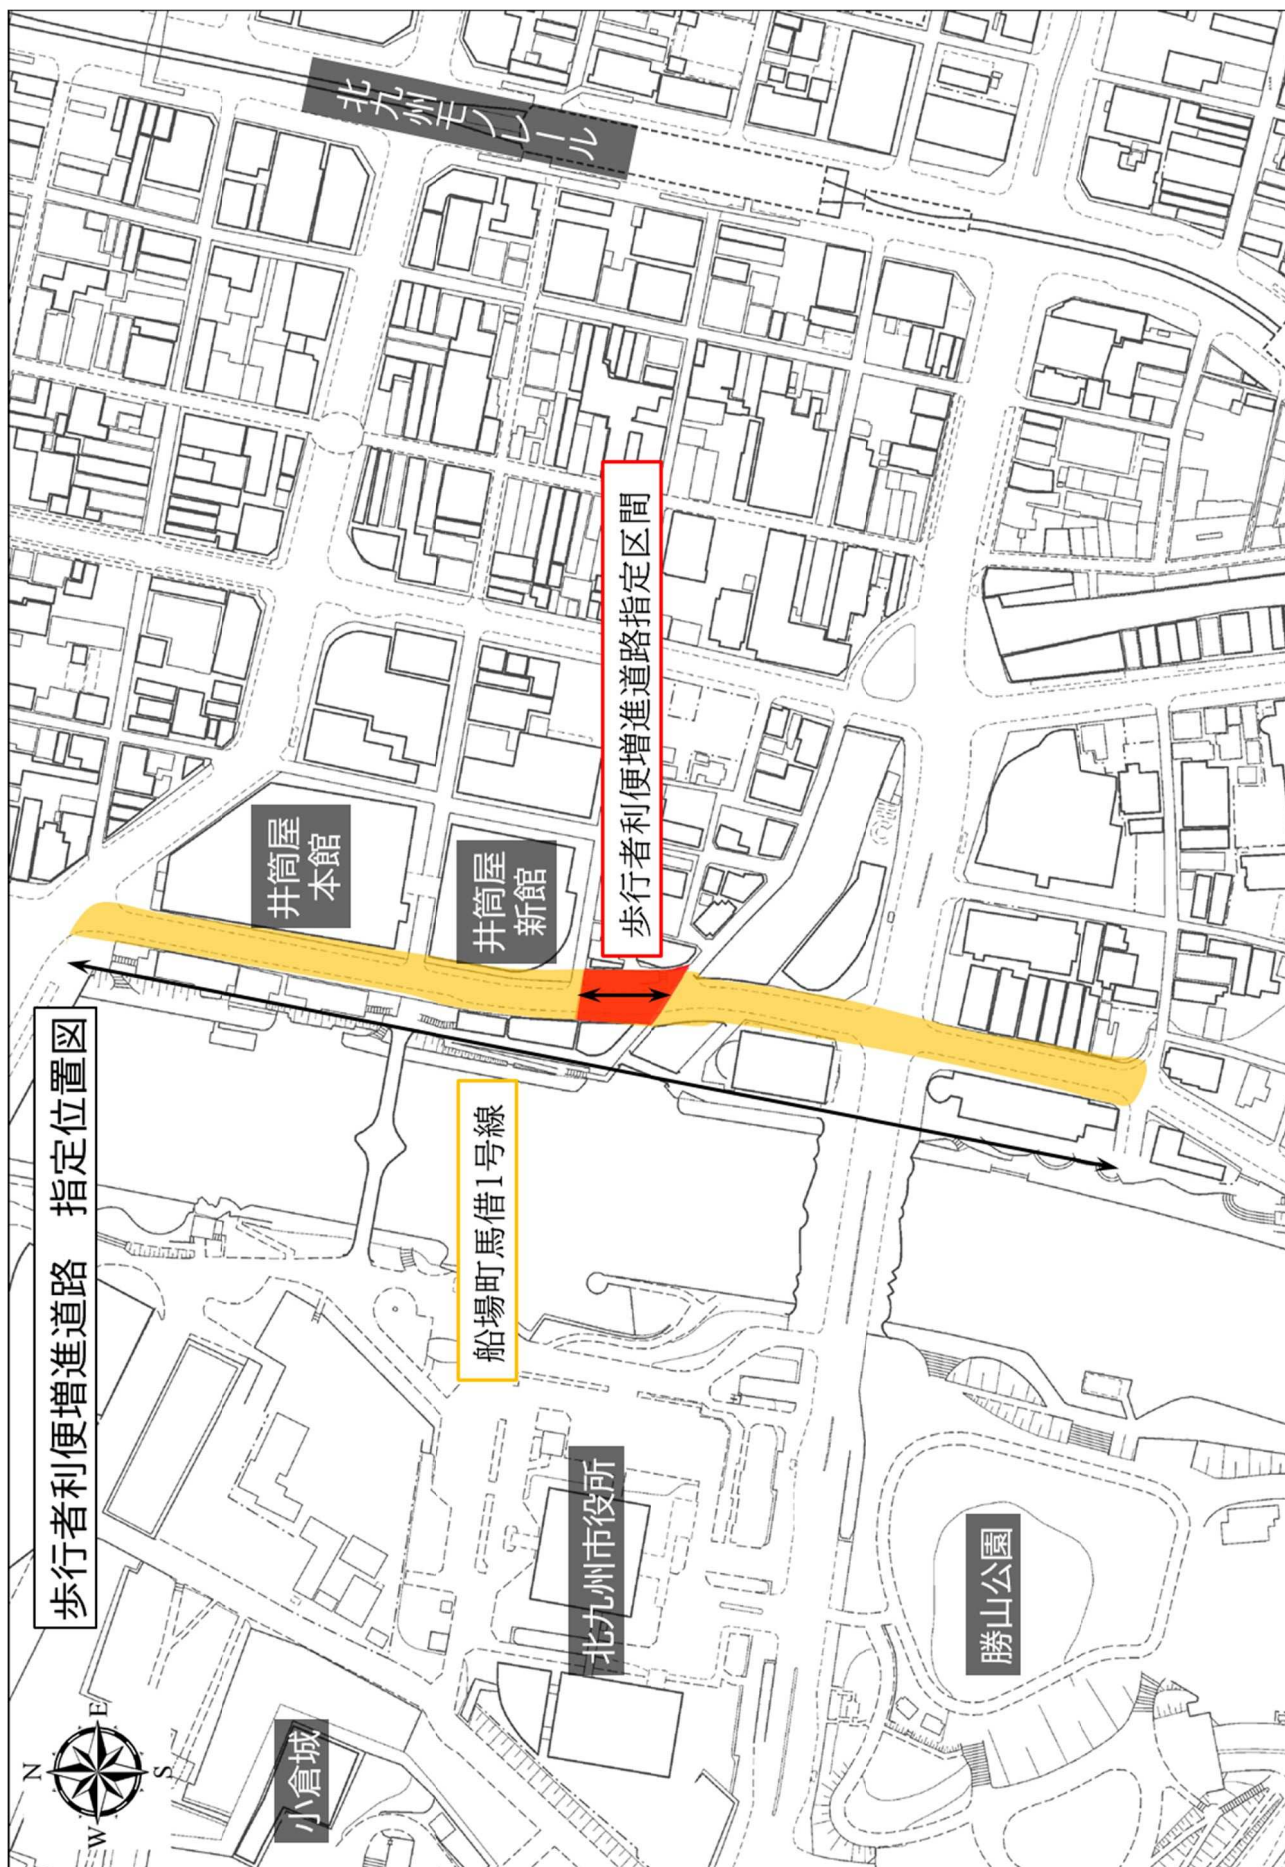 歩行者利便増進道路　指定位置図
N
W
E
S
小倉城
北九州市役所
勝山公園
船場町馬借1号線
井筒屋
本館
井筒屋
新館
歩行者利便増進道路指定区間
北九州モノレール